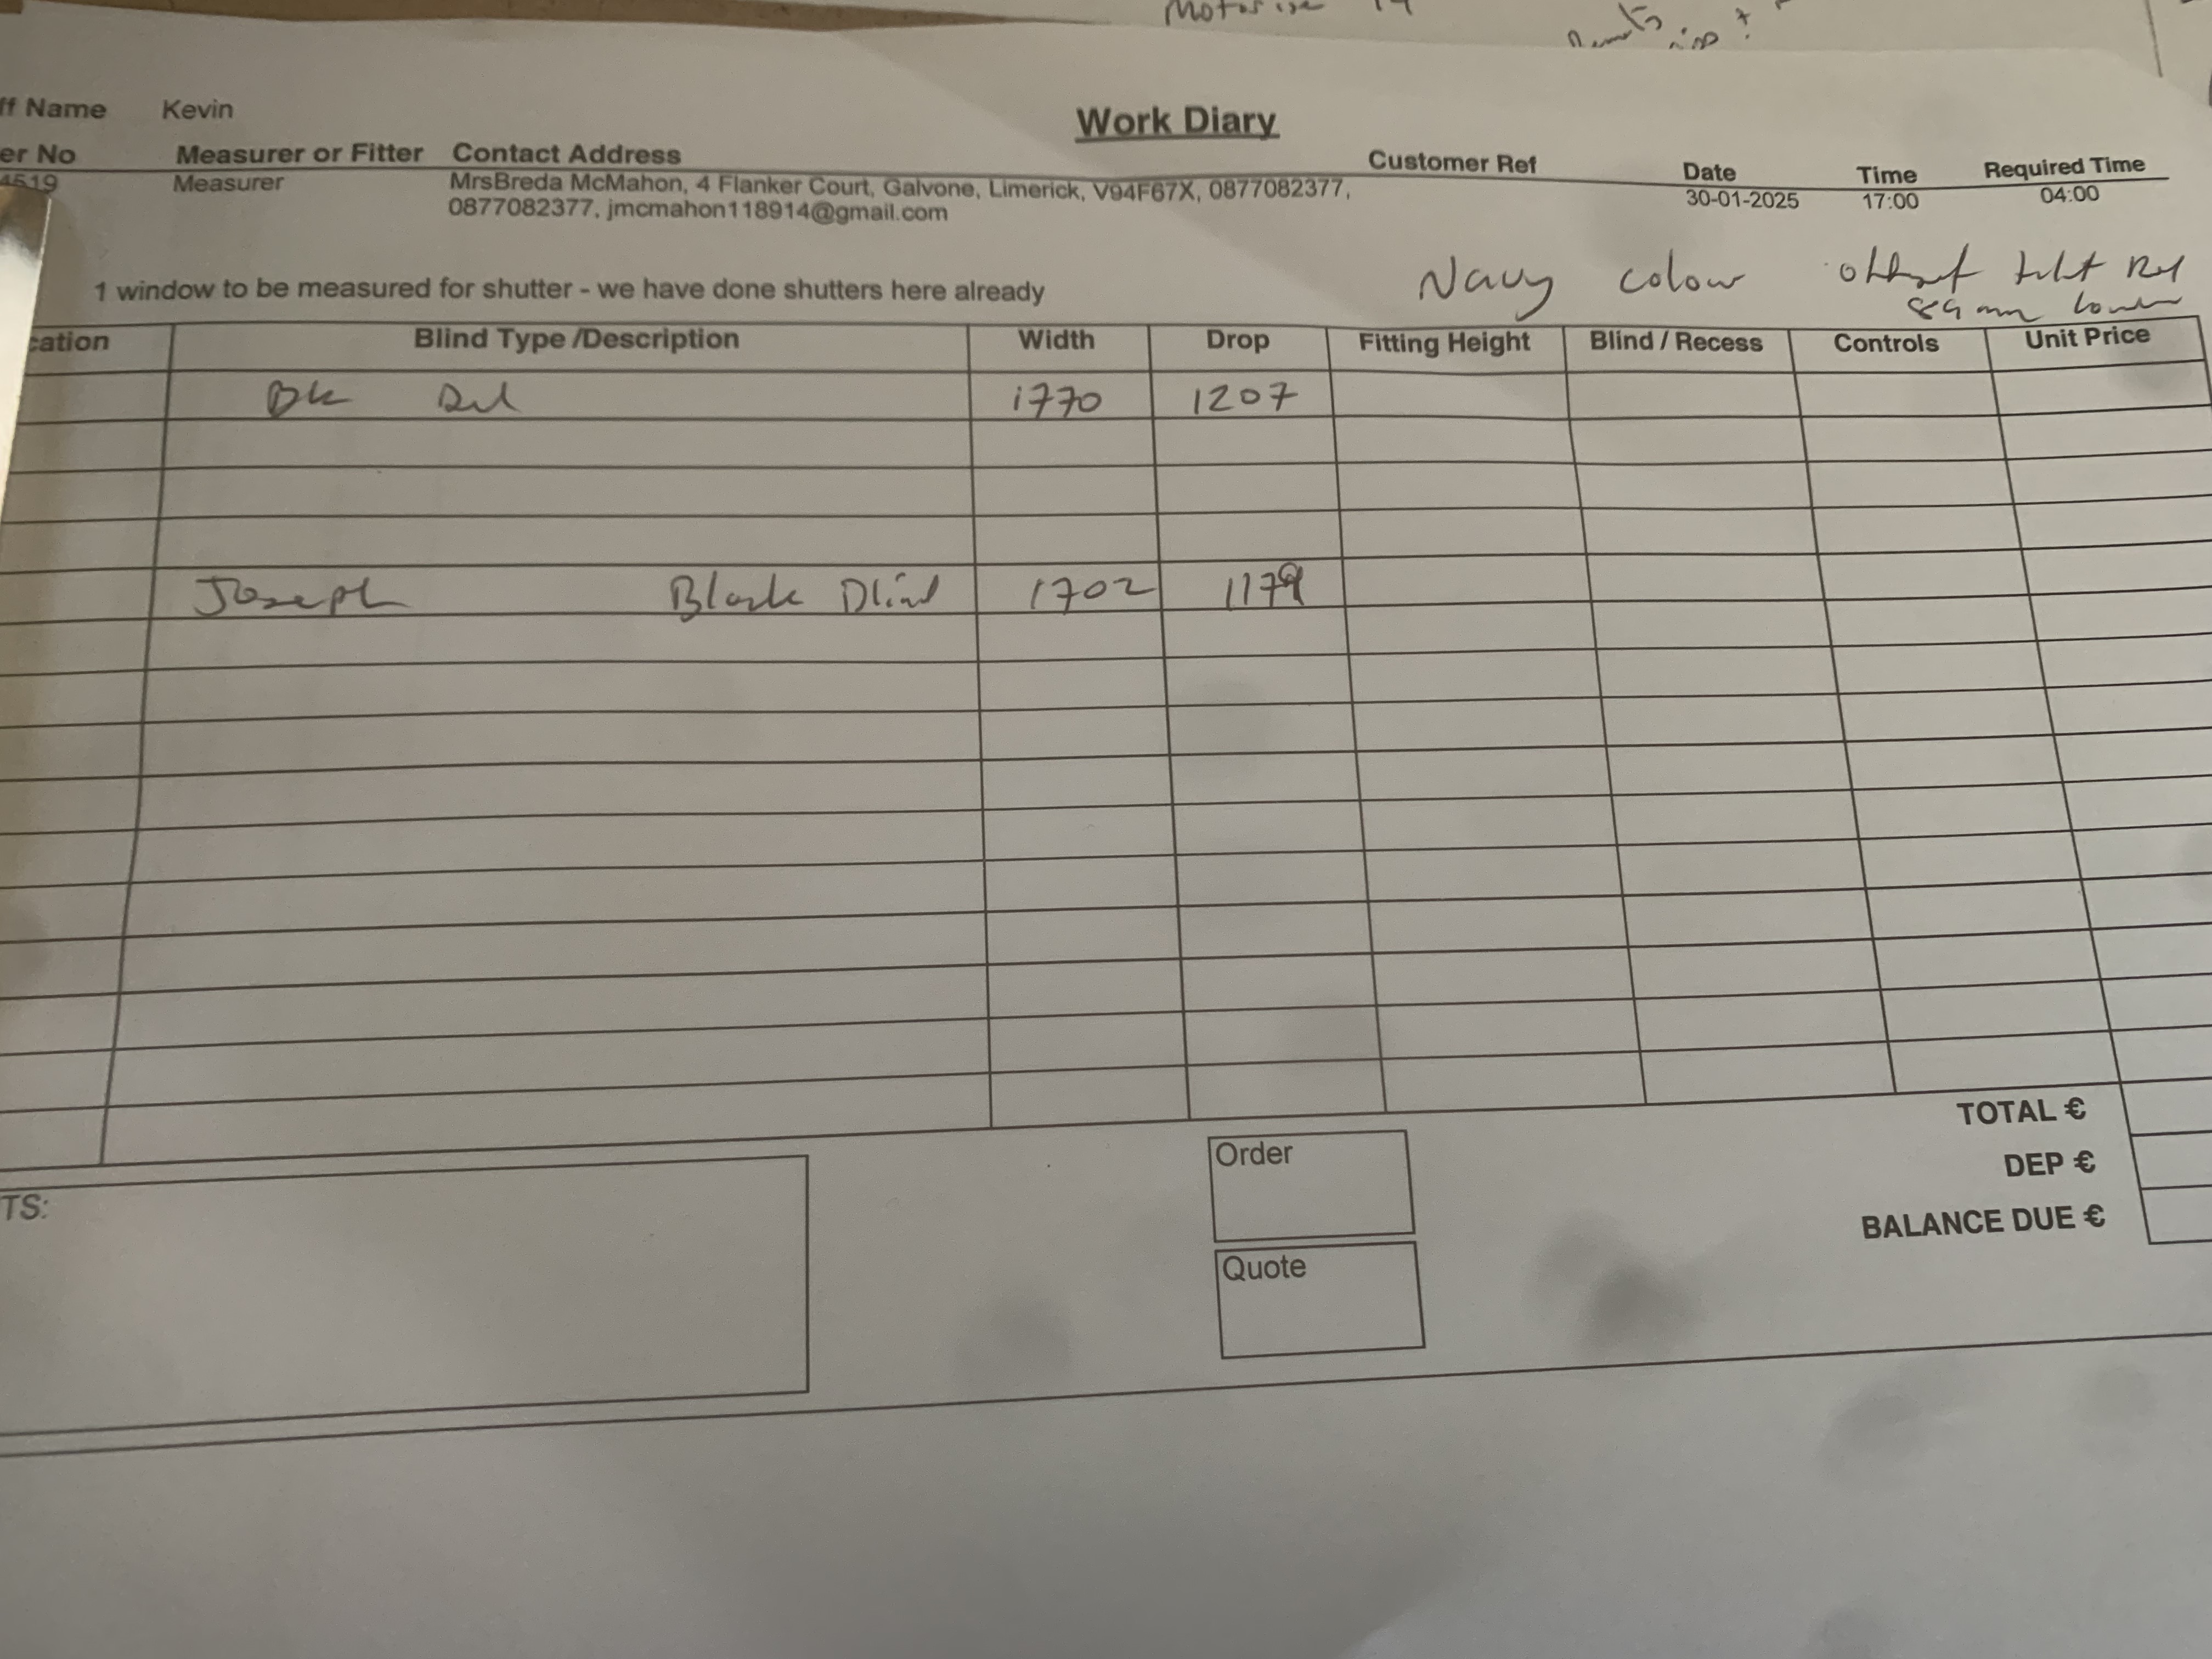 Motorise
ff Name Kevin
Work Diary
er No Measurer or Fitter Contact Address Customer Ref Date Time Required Time
4519 Measurer MrsBreda McMahon, 4 Flanker Court, Galvone, Limerick, V94F67X, 0877082377, 30-01-2025 17:00 04:00
0877082377, jmcmahon118914@gmail.com
Navy colour
1 window to be measured for shutter - we have done shutters here already
cation Blind Type /Description Width Drop Fitting Height Blind / Recess Controls Unit Price
1770 1207
Joseph 1702 1179
TOTAL €
Order
DEP €
TS:
BALANCE DUE €
Quote